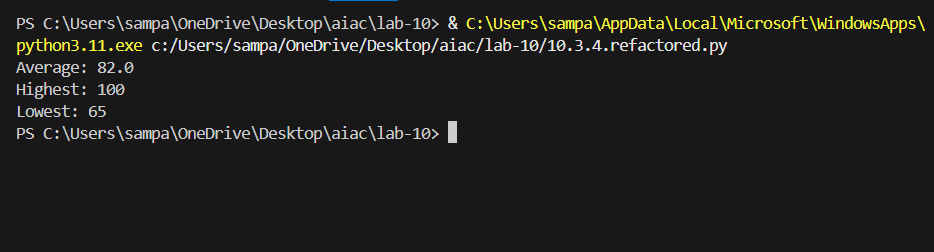 PS C:\Users\sampa\OneDrive\Desktop\aiac\lab-10> & C:\Users\sampa\AppData\Local\Microsoft\WindowsApps\
python3.11.exe c:/Users/sampa/OneDrive/Desktop/aiac/lab-10/10.3.4.refactored.py
Average: 82.0
Highest: 100
Lowest: 65
PS C:\Users\sampa\OneDrive\Desktop\aiac\lab-10>